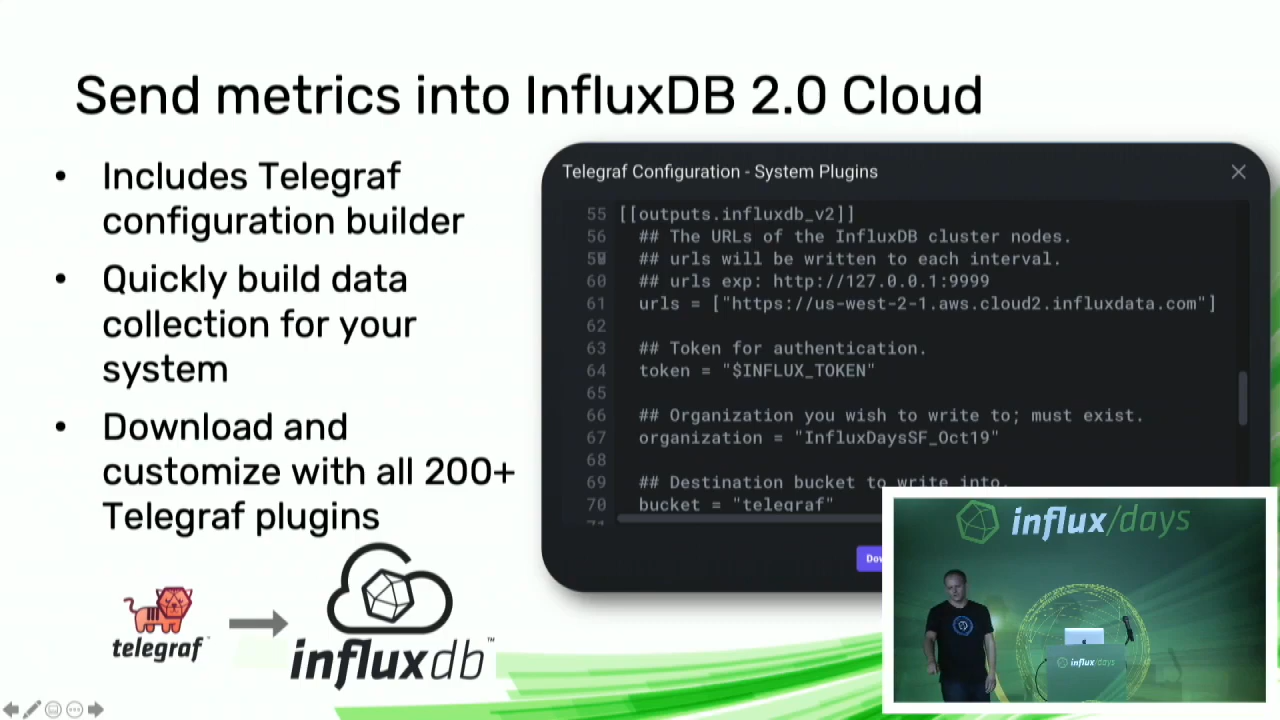 Send metrics into InfluxDB 2.0 Cloud
• Includes Telegraf
configuration builder
• Quickly build data
collection for your
system
• Download and
customize with all 200+
Telegraf plugins
telegraf
influxdb™
Telegraf Configuration - System Plugins
55 [[outputs.influxdb_v2]]
56 ## The URLs of the InfluxDB cluster nodes.
## urls will be written to each interval.
60 ## urls exp: http://127.0.0.1:9999
61 urls = ["https://us-west-2-1.aws.cloud2.influxdata.com"]
62
63 ## Token for authentication.
64 token = "$INFLUX_TOKEN"
65
66 ## Organization you wish to write to; must exist.
67 organization = "InfluxDaysSF_Oct19"
68
69 ## Destination bucket to write into.
70 bucket = "telegraf"
influx/days
influx/days